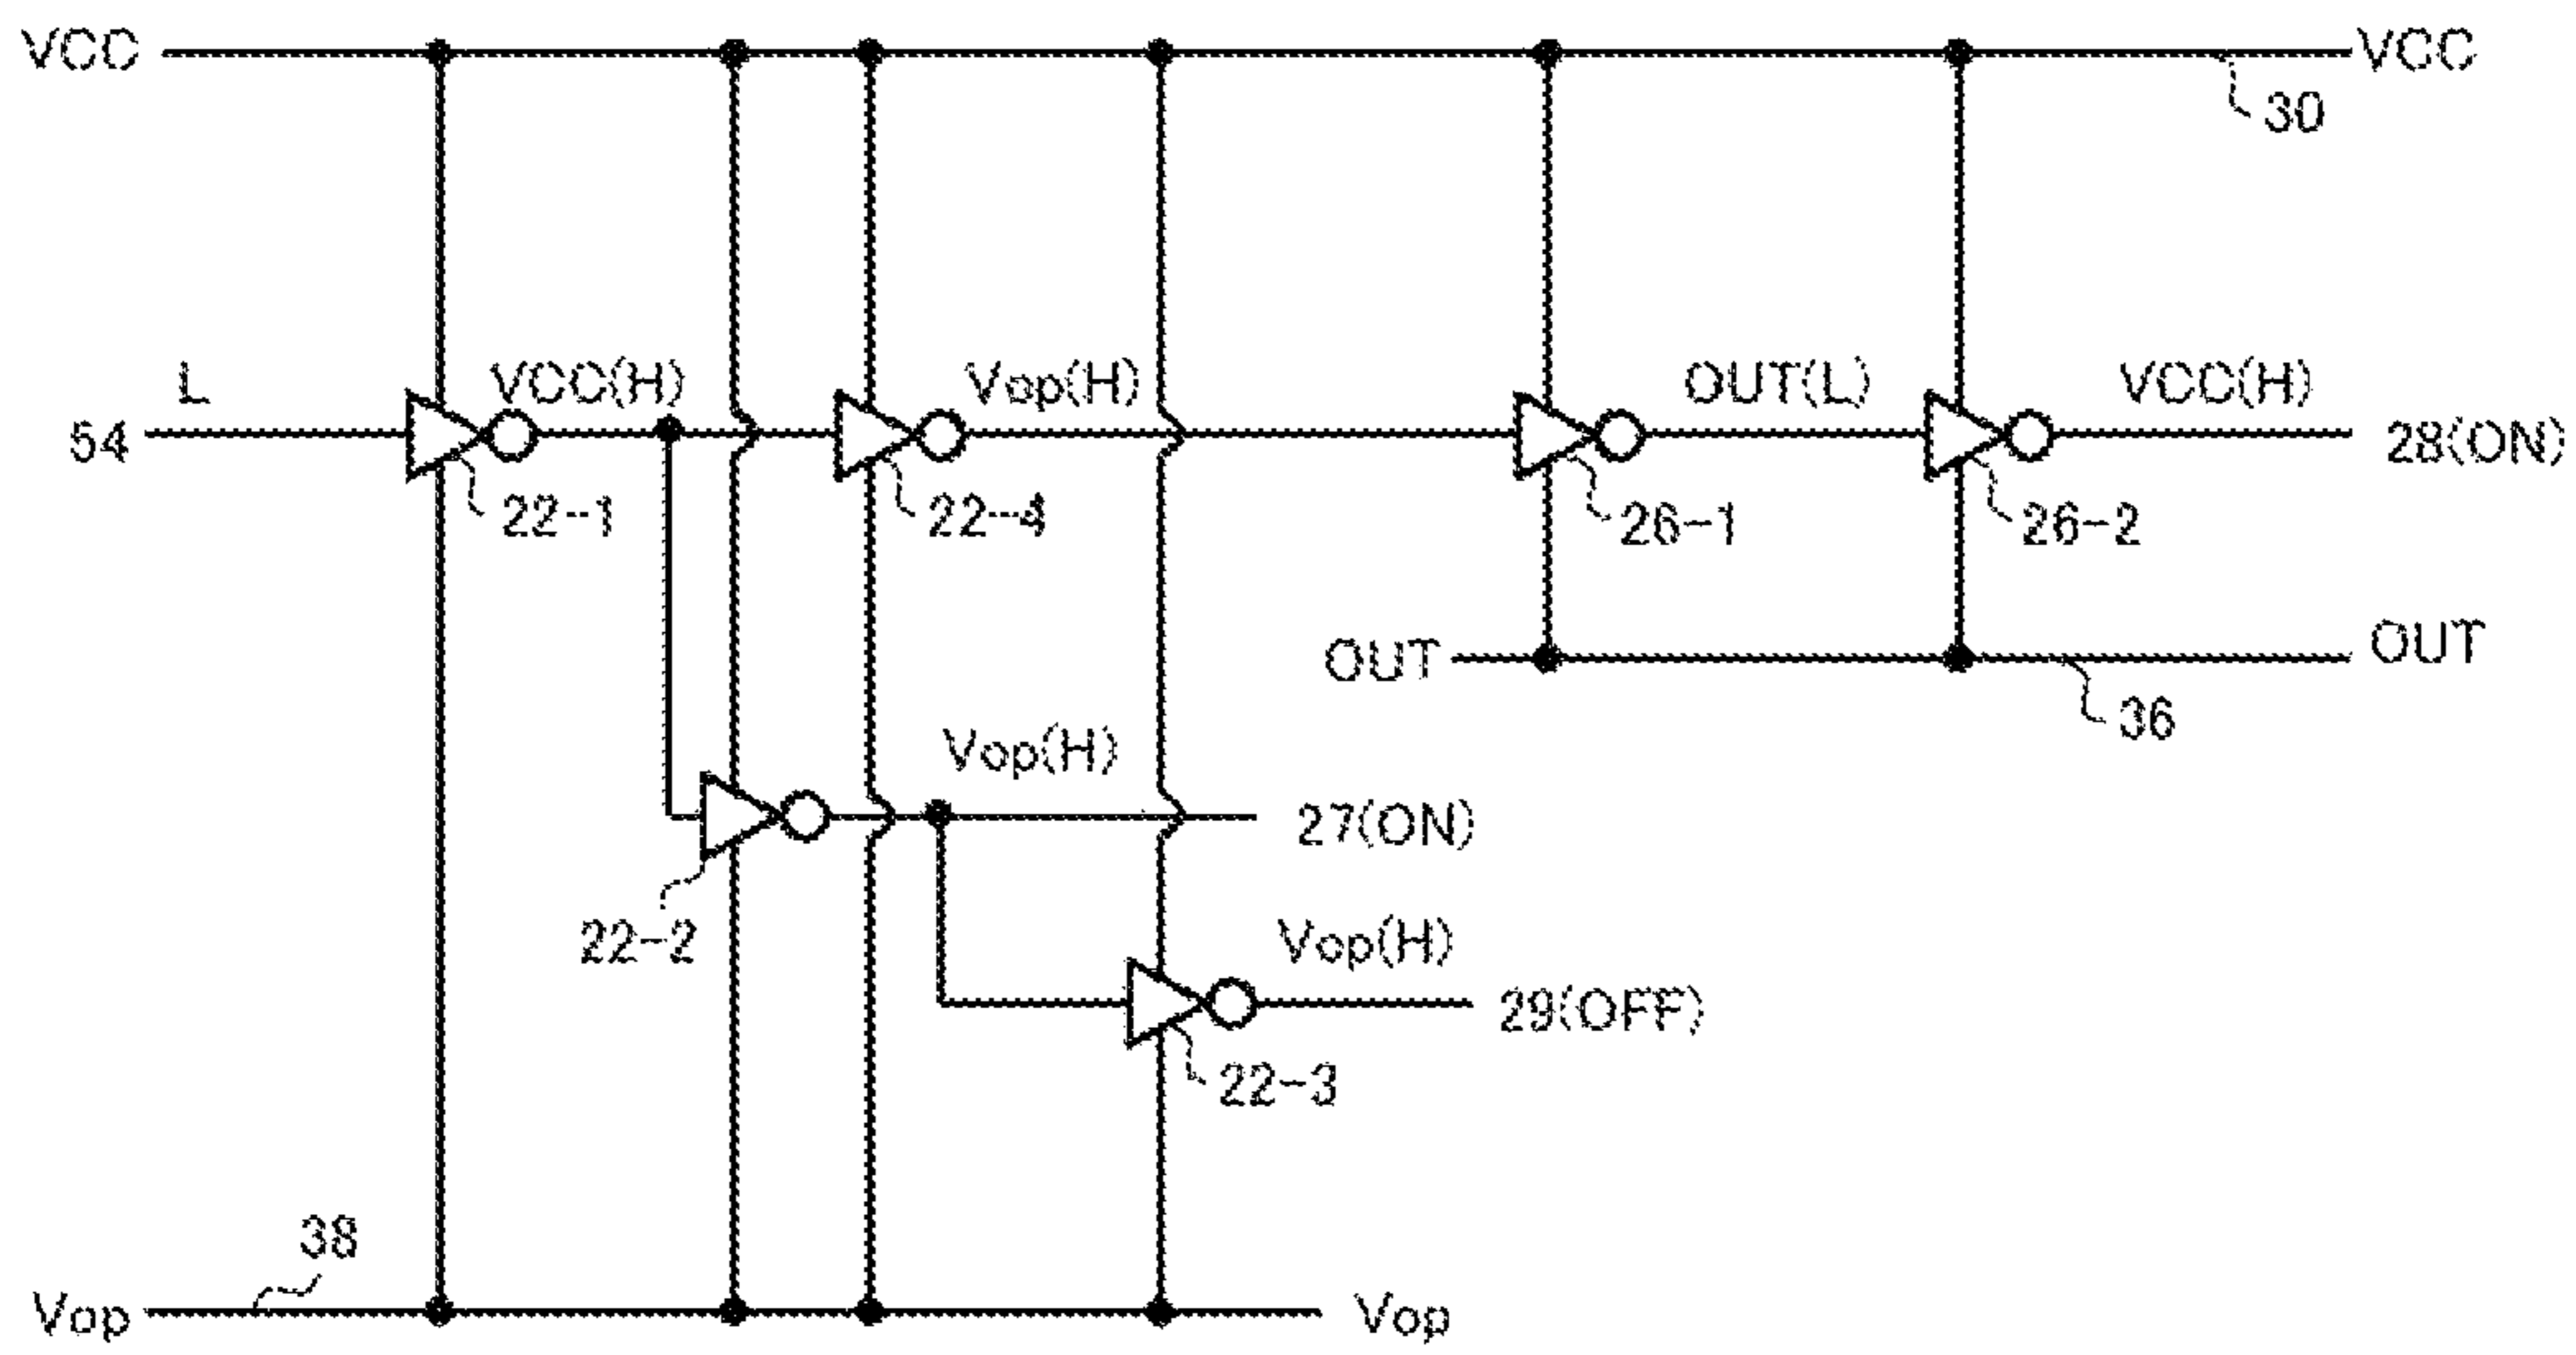 VCC
VCC
30
L
VCC(H)
Vop(H)
OUT(L)
VCC(H)
54
28(ON)
22-1
22-4
26-1
26-2
OUT
OUT
36
Vop(H)
27(ON)
22-2
Vop(H)
29(OFF)
22-3
38
Vop
Vop